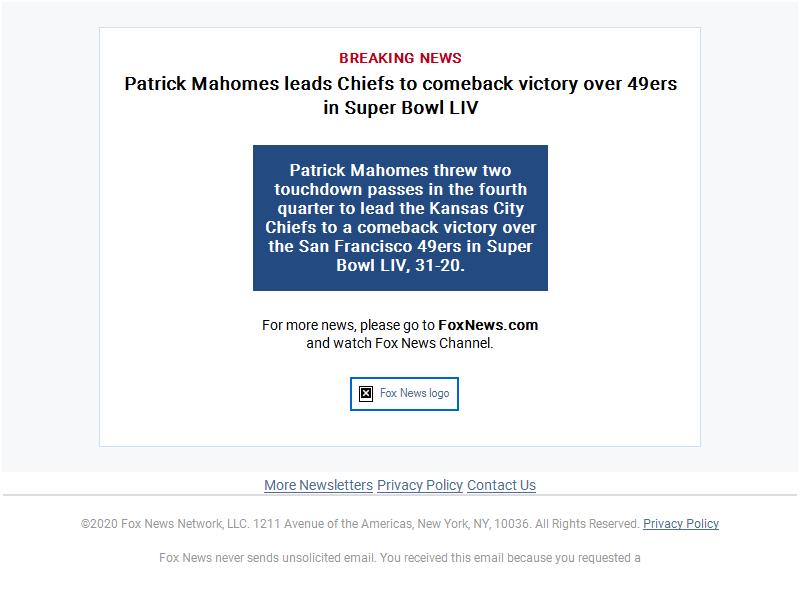 BREAKING NEWS
Patrick Mahomes leads Chiefs to comeback victory over 49ers
in Super Bowl LIV
Patrick Mahomes threw two
touchdown passes in the fourth
quarter to lead the Kansas City
Chiefs to a comeback victory over
the San Francisco 49ers in Super
Bowl LIV, 31-20.
For more news, please go to FoxNews.com
and watch Fox News Channel.
Fox News logo
More Newsletters Privacy Policy Contact Us
©2020 Fox News Network, LLC. 1211 Avenue of the Americas, New York, NY, 10036. All Rights Reserved. Privacy Policy
Fox News never sends unsolicited email. You received this email because you requested a